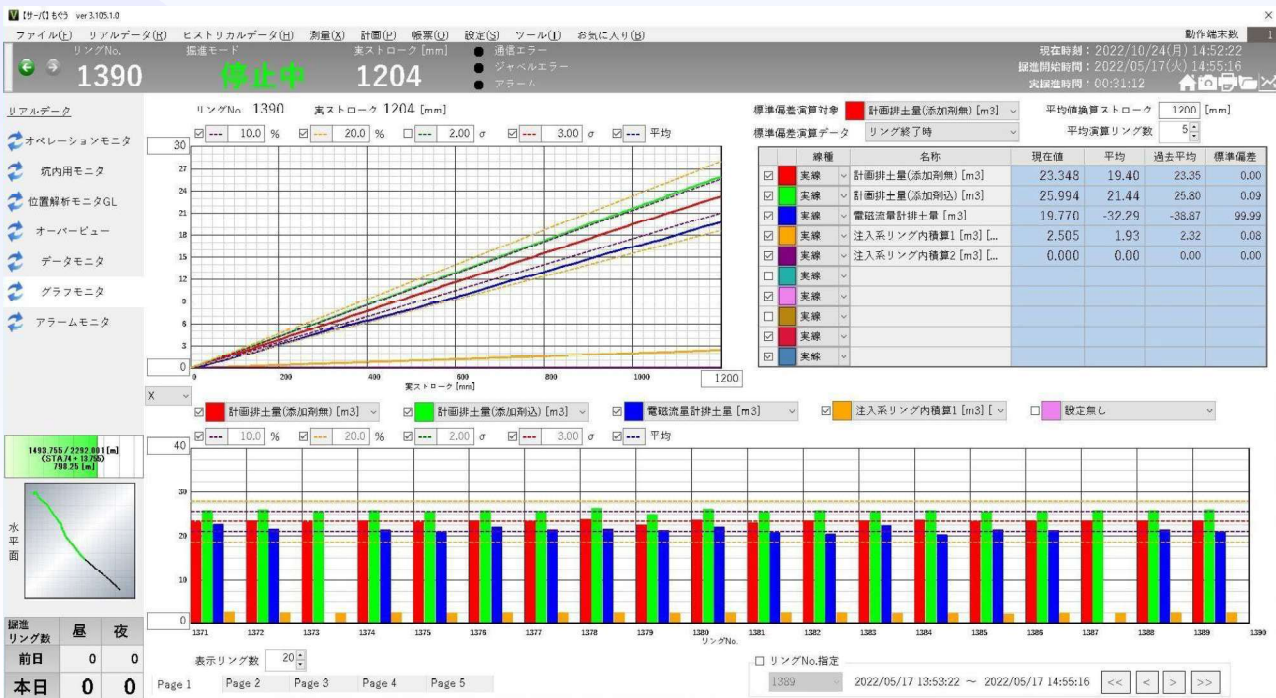 【サーバ】もぐう ver 3.105.1.0
ファイル(F) リアルデータ(R) ヒストリカルデータ(H) 測量(X) 計画(P) 帳票(U) 設定(S) ツール(T) お気に入り(B) 動作端末数 1
リングNo. 1390
掘進モード 停止中
実ストローク [mm] 1204
通信エラー
ジャベルエラー
アラーム
現在時刻 : 2022/10/24(月) 14:52:22
掘進開始時間 : 2022/05/17(火) 14:55:16
実掘進時間 : 00:31:12
リアルデータ
オペレーションモニタ
坑内用モニタ
位置解析モニタGL
オーバービュー
データモニタ
グラフモニタ
アラームモニタ
リングNo. 1390 実ストローク 1204 [mm]
10.0 % 20.0 % 2.00 σ 3.00 σ 平均
30
27
24
21
18
15
12
9
6
3
0
0 200 400 600 800 1000 1200
実ストローク [mm]
X
標準偏差演算対象 計画排土量(添加剤無) [m3] 平均値換算ストローク 1200 [mm]
標準偏差演算データ リング終了時 平均演算リング数 5
線種 名称 現在値 平均 過去平均 標準偏差
実線 計画排土量(添加剤無) [m3] 23.348 19.40 23.35 0.00
実線 計画排土量(添加剤込) [m3] 25.994 21.44 25.80 0.09
実線 電磁流量計排土量 [m3] 19.770 -32.29 -38.87 99.99
実線 注入系リング内積算1 [m3] [... 2.505 1.93 2.32 0.08
実線 注入系リング内積算2 [m3] [... 0.000 0.00 0.00 0.00
実線
実線
実線
実線
実線
計画排土量(添加剤無) [m3] 計画排土量(添加剤込) [m3] 電磁流量計排土量 [m3] 注入系リング内積算1 [m3] [ 設定無し
10.0 % 20.0 % 2.00 σ 3.00 σ 平均
40
30
20
10
0
1371 1372 1373 1374 1375 1376 1377 1378 1379 1380 1381 1382 1383 1384 1385 1386 1387 1388 1389 1390
リングNo.
1493.755 / 2292.001 [m]
(STA.74 + 13.755)
798.25 [m]
水平面
掘進リング数 昼 夜
前日 0 0
本日 0 0
表示リング数 20
Page 1 Page 2 Page 3 Page 4 Page 5
リングNo.指定
1389 2022/05/17 13:53:22 ～ 2022/05/17 14:55:16 << < > >>